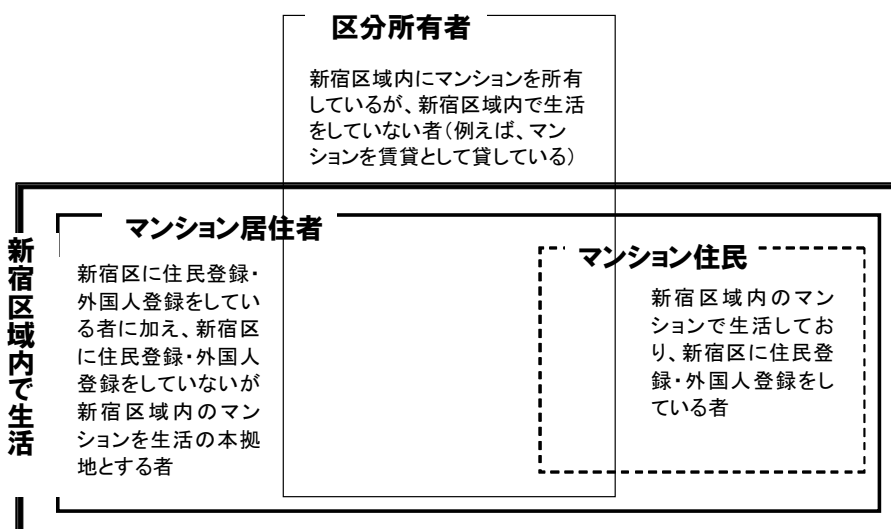 区分所有者
新宿区域内にマンションを所有
しているが、新宿区域内で生活
をしていない者（例えば、マン
ションを賃貸として貸している）
新宿区域内で生活
マンション居住者
新宿区に住民登録・
外国人登録をしてい
る者に加え、新宿区
に住民登録・外国人
登録をしていないが
新宿区域内のマン
ションを生活の本拠
地とする者
マンション住民
新宿区域内のマン
ションで生活してお
り、新宿区に住民登
録・外国人登録をし
ている者